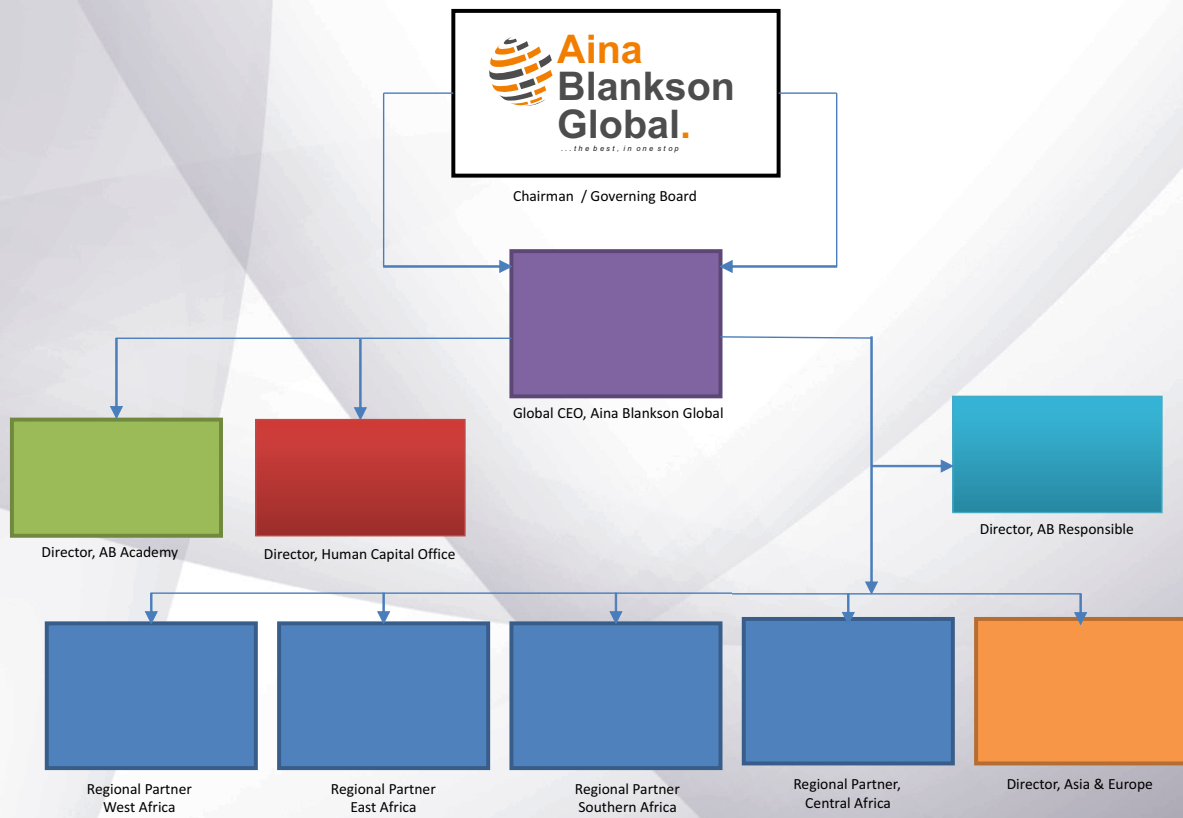 Aina
Blankson
Global.
...the best, in one stop
Chairman / Governing Board
Global CEO, Aina Blankson Global
Director, AB Academy
Director, Human Capital Office
Director, AB Responsible
Regional Partner
West Africa
Regional Partner
East Africa
Regional Partner
Southern Africa
Regional Partner,
Central Africa
Director, Asia & Europe